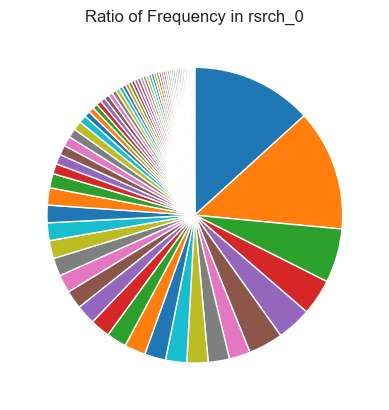 Ratio of Frequency in rsrch_0